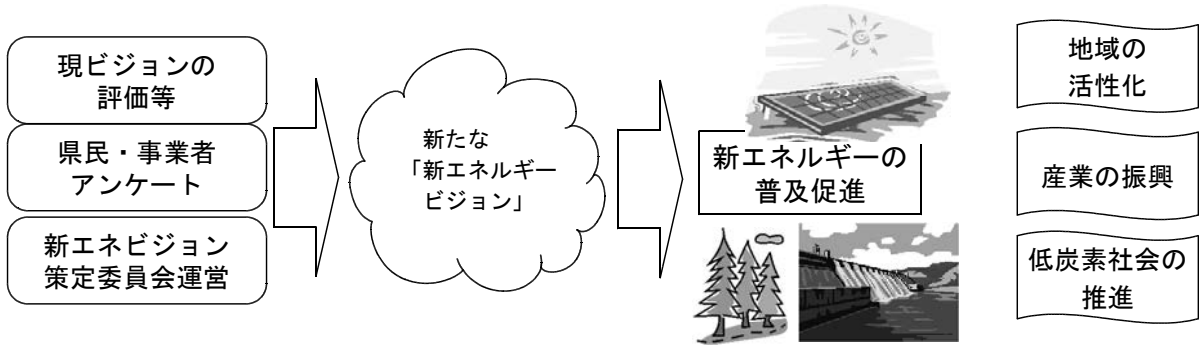 現ビジョンの
評価等
県民・事業者
アンケート
新エネビジョン
策定委員会運営
新たな
「新エネルギー
ビジョン」
新エネルギーの
普及促進
地域の
活性化
産業の振興
低炭素社会の
推進